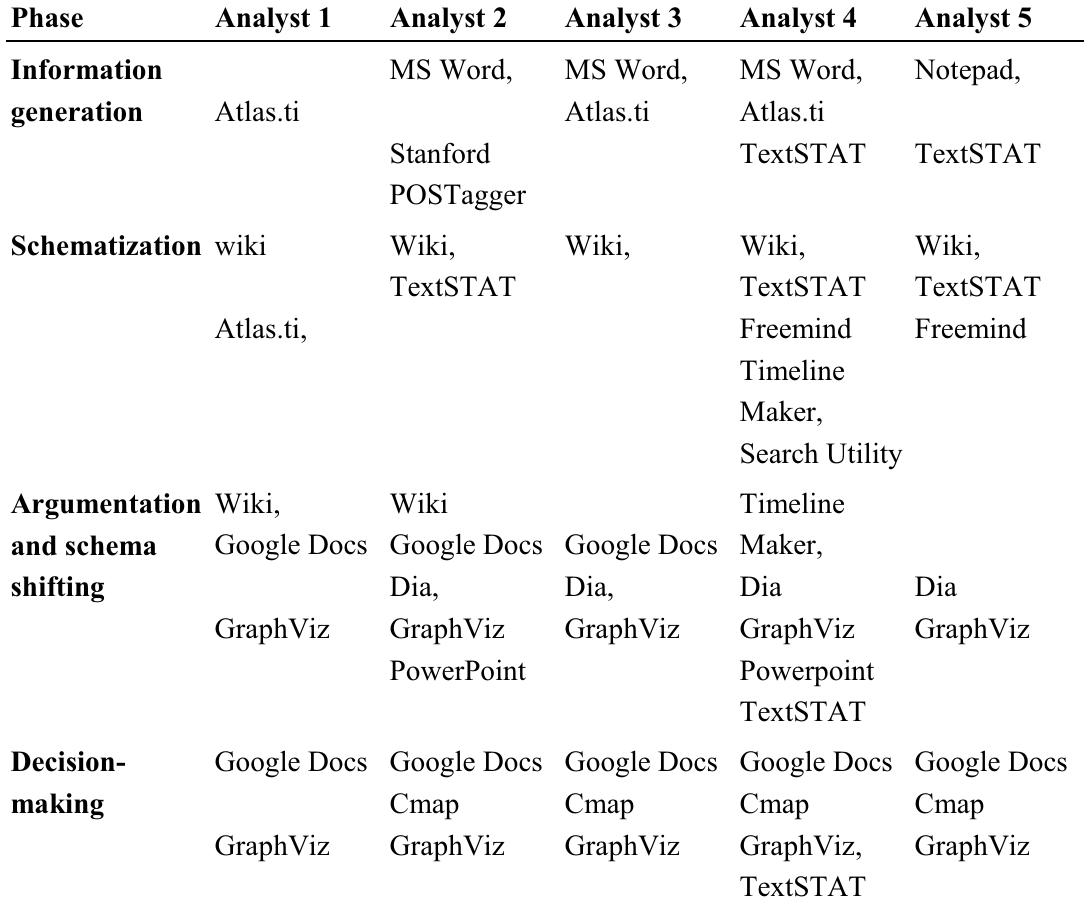 Phase Analyst 1 Analyst 2 Analyst 3 Analyst 4 Analyst 5
Information MS Word, MS Word, MS Word, Notepad,
generation Atlas.ti Atlas.ti Atlas.ti
Stanford TextSTAT TextSTAT
POSTagger
Schematization wiki Wiki, Wiki, Wiki, Wiki,
TextSTAT TextSTAT TextSTAT
Atlas.ti, Freemind Freemind
Timeline
Maker,
Search Utility
Argumentation Wiki, Wiki Timeline
and schema Google Docs Google Docs Google Docs Maker,
shifting Dia, Dia, Dia Dia
GraphViz GraphViz GraphViz GraphViz GraphViz
PowerPoint Powerpoint
TextSTAT
Decision- Google Docs Google Docs Google Docs Google Docs Google Docs
making Cmap Cmap Cmap Cmap
GraphViz GraphViz GraphViz GraphViz, GraphViz
TextSTAT